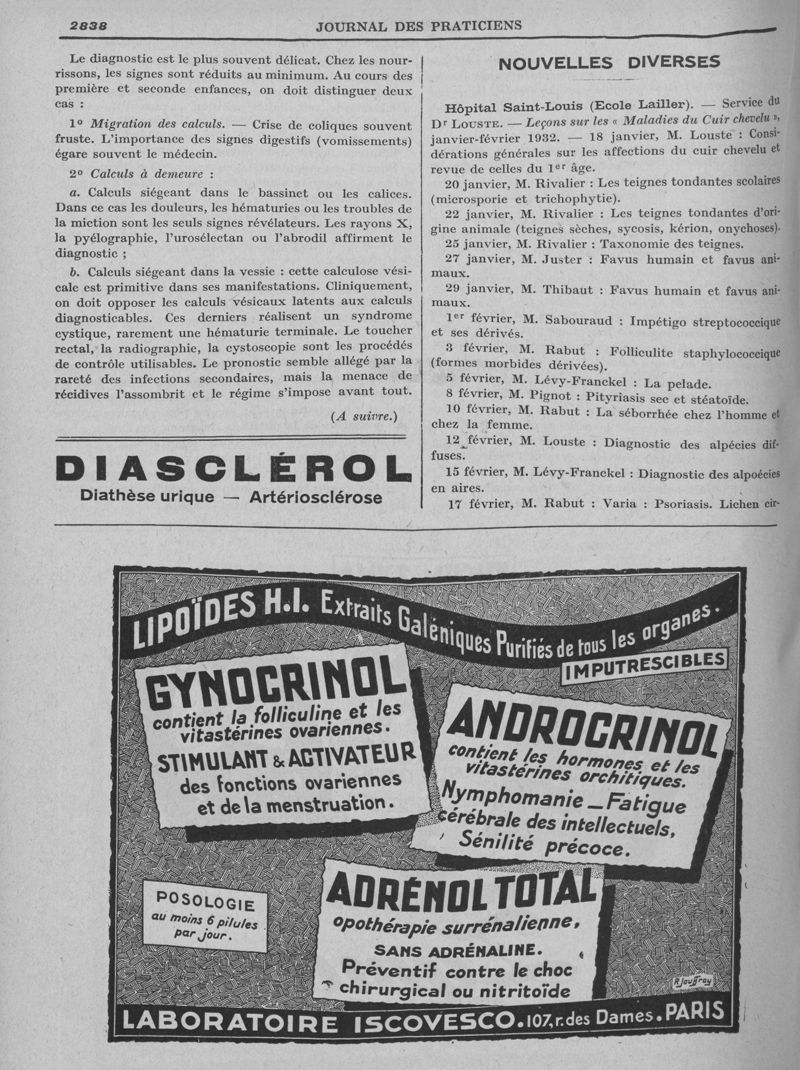 2838
JOURNAL DES PRATICIENS
Le diagnostic est le plus souvent délicat. Chez les nour-
rissons, les signes sont réduits au minimum. Au cours des
première et seconde enfances, on doit distinguer deux
cas :
1º Migration des calculs. — Crise de coliques souvent
fruste. L'importance des signes digestifs (vomissements)
égare souvent le médecin.
2º Calculs à demeure :
a. Calculs siégeant dans le bassinet ou les calices.
Dans ce cas les douleurs, les hématuries ou les troubles de
la miction sont les seuls signes révélateurs. Les rayons X,
la pyélographie, l'urosélectan ou l'abrodil affirment le
diagnostic ;
b. Calculs siégeant dans la vessie : cette calculose vési-
cale est primitive dans ses manifestations. Cliniquement,
on doit opposer les calculs vésicaux latents aux calculs
diagnosticables. Ces derniers réalisent un syndrome
cystique, rarement une hématurie terminale. Le toucher
rectal, la radiographie, la cystoscopie sont les procédés
de contrôle utilisables. Le pronostic semble allégé par la
rareté des infections secondaires, mais la menace de
récidives l'assombrit et le régime s'impose avant tout.
(A suivre.)
DIASCLÉROL
Diathèse urique — Artériosclérose
NOUVELLES DIVERSES
Hôpital Saint-Louis (Ecole Lailler). — Service du
Dr LOUSTE. — Leçons sur les « Maladies du Cuir chevelu »,
janvier-février 1932. — 18 janvier, M. Louste : Consi-
dérations générales sur les affections du cuir chevelu et
revue de celles du 1er âge.
20 janvier, M. Rivalier : Les teignes tondantes scolaires
(microsporie et trichophytie).
22 janvier, M. Rivalier : Les teignes tondantes d'ori-
gine animale (teignes sèches, sycosis, kérion, onychoses).
25 janvier, M. Rivalier : Taxonomie des teignes.
27 janvier, M. Juster : Favus humain et favus ani-
maux.
29 janvier, M. Thibaut : Favus humain et favus ani-
maux.
1er février, M. Sabouraud : Impétigo streptococcique
et ses dérivés.
3 février, M. Rabut : Folliculite staphylococcique
(formes morbides dérivées).
5 février, M. Lévy-Franckel : La pelade.
8 février, M. Pignot : Pityriasis sec et stéatoïde.
10 février, M. Rabut : La séborrhée chez l'homme et
chez la femme.
12 février, M. Louste : Diagnostic des alpécies dif-
fuses.
15 février, M. Lévy-Franckel : Diagnostic des alpoécies
en aires.
17 février, M. Rabut : Varia : Psoriasis. Lichen cir-
LIPOÏDES H.I. Extraits Galéniques Purifiés de tous les organes.
IMPUTRESCIBLES
GYNOCRINOL
contient la folliculine et les
vitastérines ovariennes.
STIMULANT & ACTIVATEUR
des fonctions ovariennes
et de la menstruation.
ANDROCRINOL
contient les hormones et les
vitastérines orchitiques.
Nymphomanie — Fatigue
cérébrale des intellectuels,
Sénilité précoce.
POSOLOGIE
au moins 6 pilules
par jour.
ADRÉNOL TOTAL
opothérapie surrénalienne,
SANS ADRÉNALINE.
Préventif contre le choc
chirurgical ou nitritoïde
R. Jouffroy
LABORATOIRE ISCOVESCO. 107, r. des Dames. PARIS